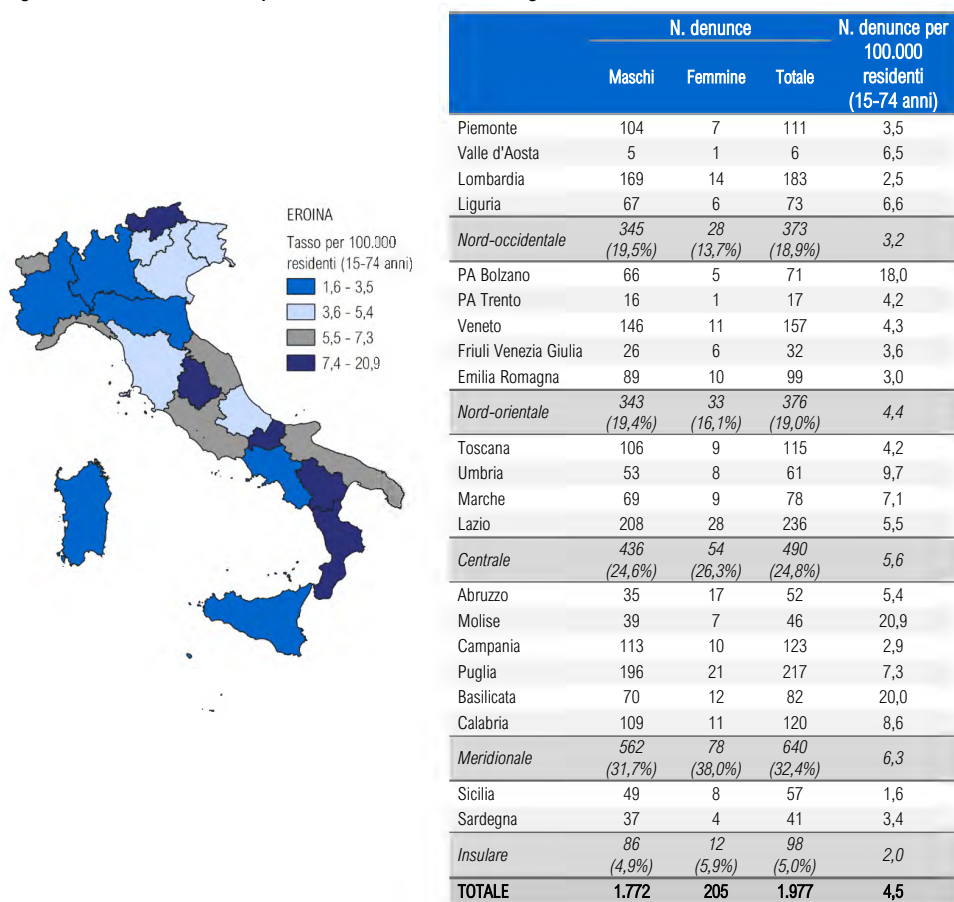 EROINA
Tasso per 100.000
residenti (15-74 anni)
1,6 - 3,5
3,6 - 5,4
5,5 - 7,3
7,4 - 20,9
N. denunce N. denunce per
100.000
residenti
(15-74 anni)
Maschi Femmine Totale
Piemonte 104 7 111 3,5
Valle d'Aosta 5 1 6 6,5
Lombardia 169 14 183 2,5
Liguria 67 6 73 6,6
Nord-occidentale 345 (19,5%) 28 (13,7%) 373 (18,9%) 3,2
PA Bolzano 66 5 71 18,0
PA Trento 16 1 17 4,2
Veneto 146 11 157 4,3
Friuli Venezia Giulia 26 6 32 3,6
Emilia Romagna 89 10 99 3,0
Nord-orientale 343 (19,4%) 33 (16,1%) 376 (19,0%) 4,4
Toscana 106 9 115 4,2
Umbria 53 8 61 9,7
Marche 69 9 78 7,1
Lazio 208 28 236 5,5
Centrale 436 (24,6%) 54 (26,3%) 490 (24,8%) 5,6
Abruzzo 35 17 52 5,4
Molise 39 7 46 20,9
Campania 113 10 123 2,9
Puglia 196 21 217 7,3
Basilicata 70 12 82 20,0
Calabria 109 11 120 8,6
Meridionale 562 (31,7%) 78 (38,0%) 640 (32,4%) 6,3
Sicilia 49 8 57 1,6
Sardegna 37 4 41 3,4
Insulare 86 (4,9%) 12 (5,9%) 98 (5,0%) 2,0
TOTALE 1.772 205 1.977 4,5